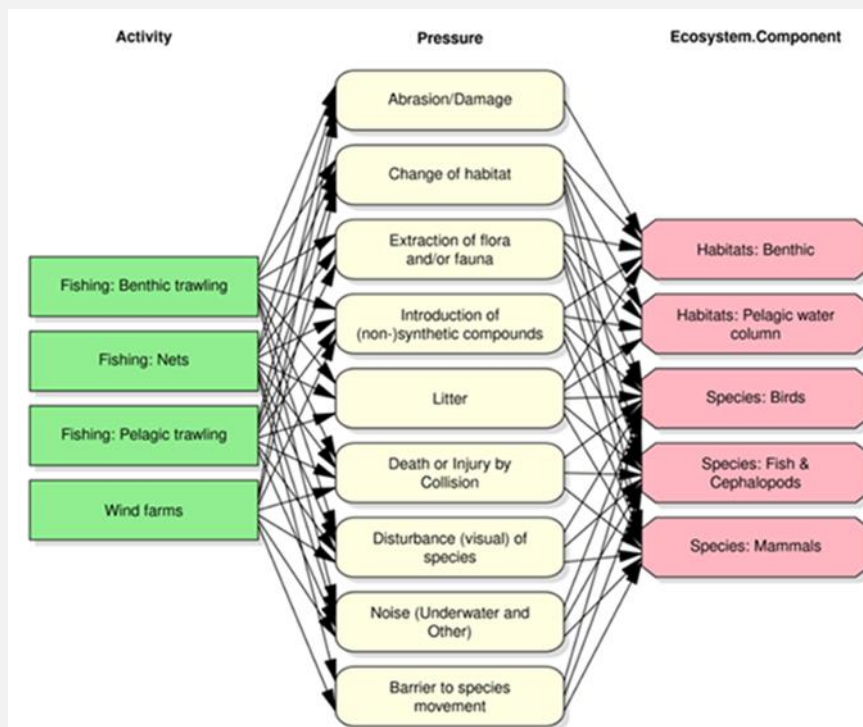 Activity
Pressure
Ecosystem.Component
Fishing: Benthic trawling
Fishing: Nets
Fishing: Pelagic trawling
Wind farms
Abrasion/Damage
Change of habitat
Extraction of flora
and/or fauna
Introduction of
(non-)synthetic compounds
Litter
Death or Injury by
Collision
Disturbance (visual) of
species
Noise (Underwater and
Other)
Barrier to species
movement
Habitats: Benthic
Habitats: Pelagic water
column
Species: Birds
Species: Fish &
Cephalopods
Species: Mammals